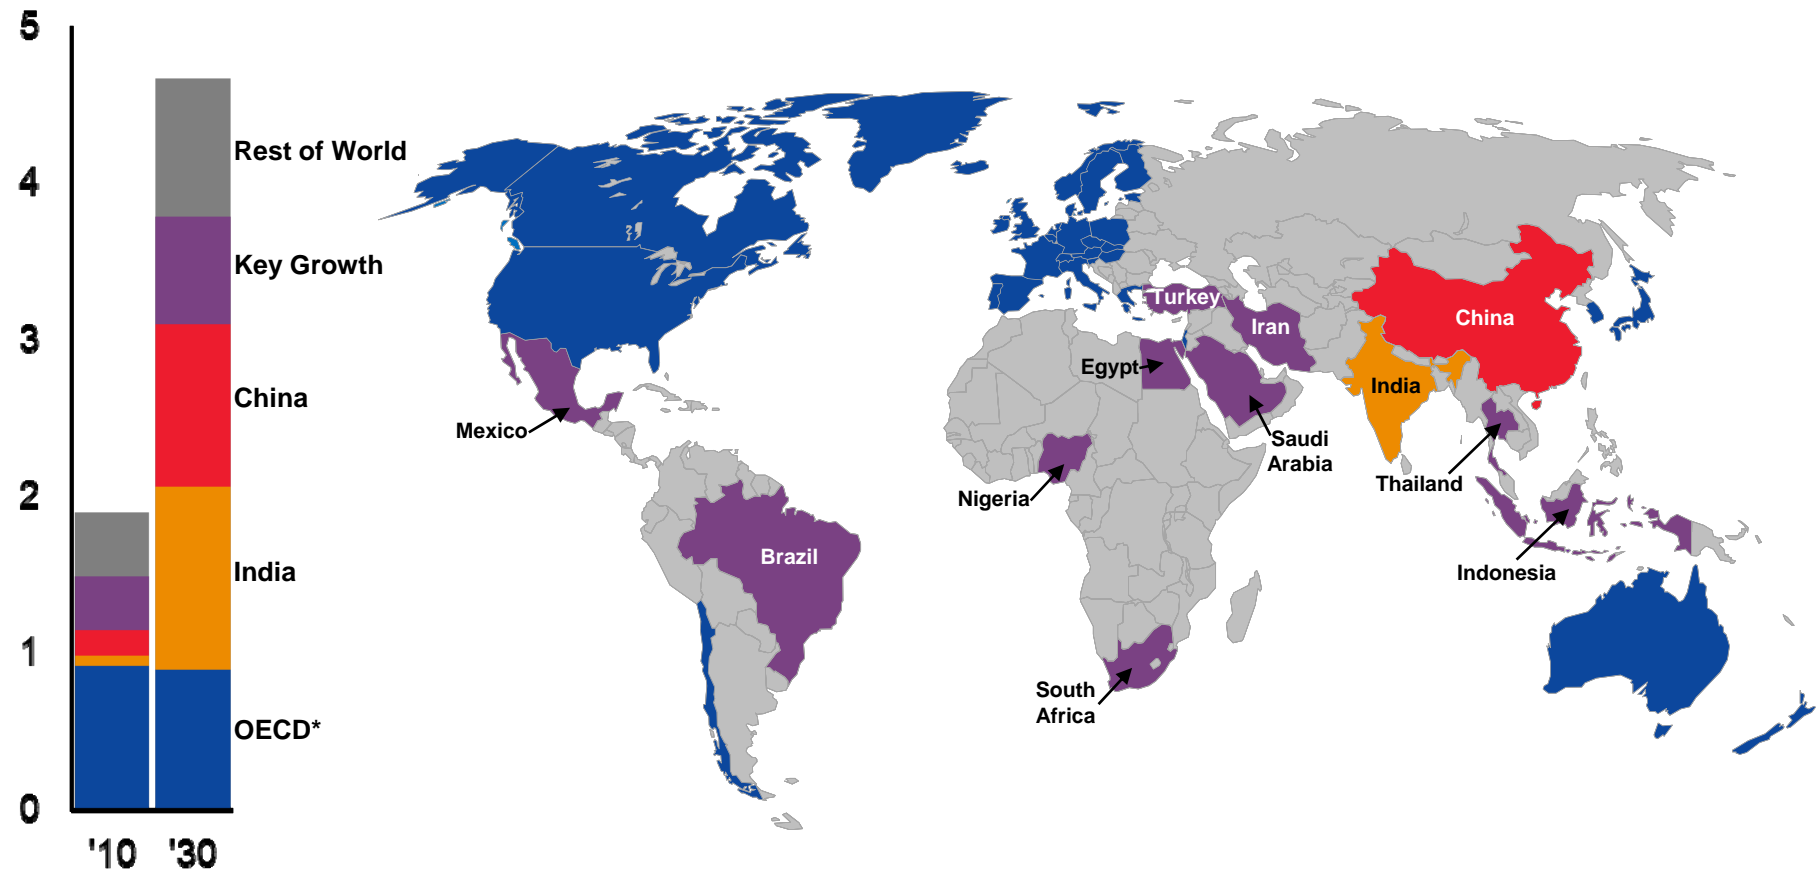 5
4
3
2
1
0
'10
'30
Rest of World
Key Growth
China
India
OECD*
Mexico
Brazil
Turkey
Iran
Egypt
Saudi
Arabia
Nigeria
South
Africa
China
India
Thailand
Indonesia